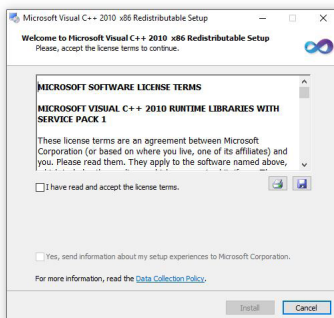 Microsoft Visual C++ 2010 x86 Redistributable Setup
Welcome to Microsoft Visual C++ 2010 x86 Redistributable Setup
Please, accept the license terms to continue.
MICROSOFT SOFTWARE LICENSE TERMS
MICROSOFT VISUAL C++ 2010 RUNTIME LIBRARIES WITH
SERVICE PACK 1
These license terms are an agreement between Microsoft
Corporation (or based on where you live, one of its affiliates) and
you. Please read them. They apply to the software named above,
I have read and accept the license terms.
Yes, send information about my setup experiences to Microsoft Corporation.
For more information, read the Data Collection Policy.
Install Cancel